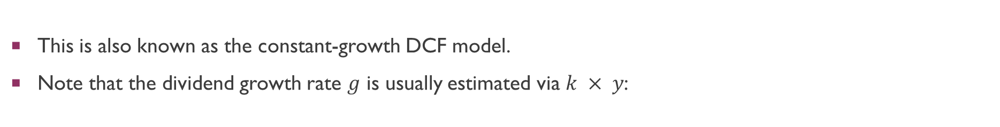 ▪ This is also known as the constant-growth DCF model.
▪ Note that the dividend growth rate g is usually estimated via k × y: